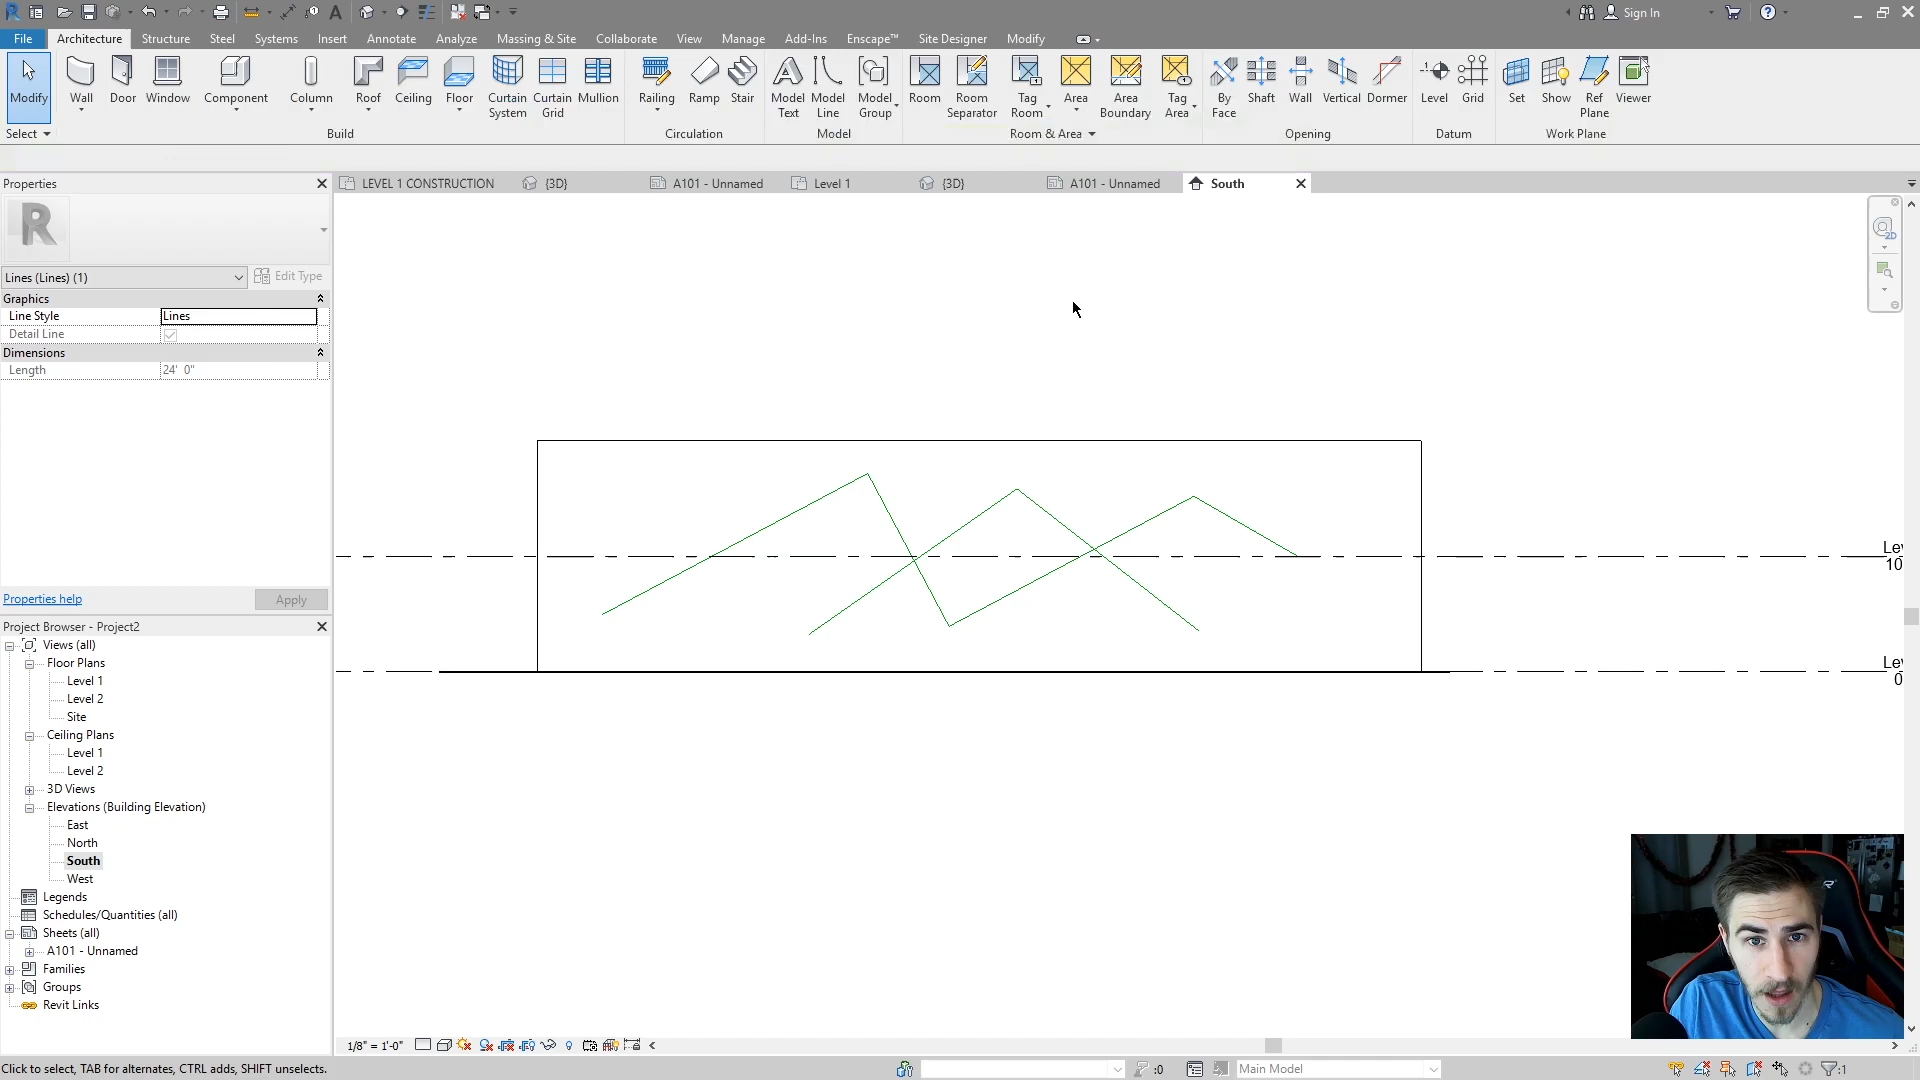 Sign In
File Architecture Structure Steel Systems Insert Annotate Analyze Massing & Site Collaborate View Manage Add-Ins Enscape™ Site Designer Modify
Modify Wall Door Window Component Column Roof Ceiling Floor Curtain System Curtain Grid Mullion Railing Ramp Stair Model Text Model Line Model Group Room Room Separator Tag Room Area Area Boundary Tag Area By Face Shaft Wall Vertical Dormer Level Grid Set Show Ref Plane Viewer
Select Build Circulation Model Room & Area Opening Datum Work Plane
Properties
LEVEL 1 CONSTRUCTION {3D} A101 - Unnamed Level 1 {3D} A101 - Unnamed South
R
2D
Lines (Lines) (1) Edit Type
Graphics
Line Style Lines
Detail Line
Dimensions
Length 24' 0"
Lev
10
Properties help Apply
Project Browser - Project2
Views (all)
Floor Plans
Level 1
Level 2
Site
Ceiling Plans
Level 1
Level 2
3D Views
Elevations (Building Elevation)
East
North
South
West
Legends
Schedules/Quantities (all)
Sheets (all)
A101 - Unnamed
Families
Groups
Revit Links
Lev
0
1/8" = 1'-0"
Click to select, TAB for alternates, CTRL adds, SHIFT unselects.
:0 Main Model :1